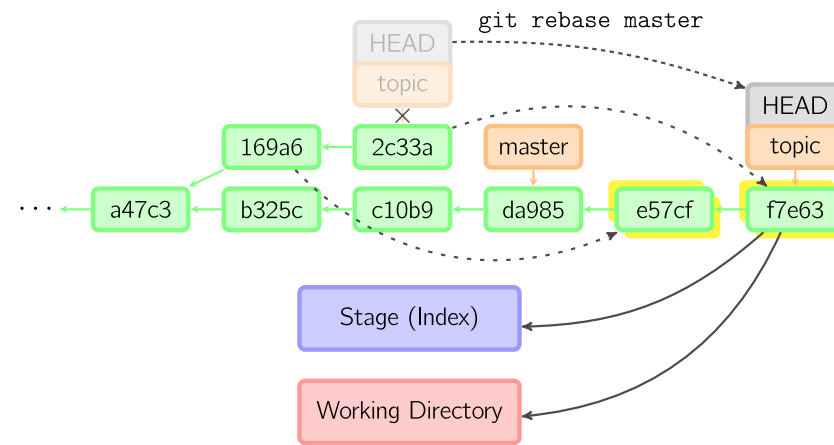 git rebase master
HEAD
topic
HEAD
topic
169a6
2c33a
master
... a47c3
b325c
c10b9
da985
e57cf
f7e63
Stage (Index)
Working Directory